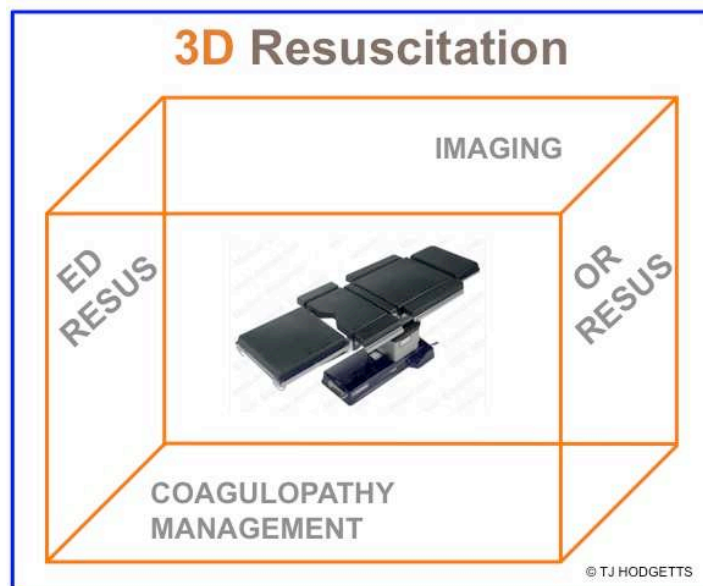 3D Resuscitation
IMAGING
ED
RESUS
OR
RESUS
COAGULOPATHY
MANAGEMENT
© TJ HODGETTS